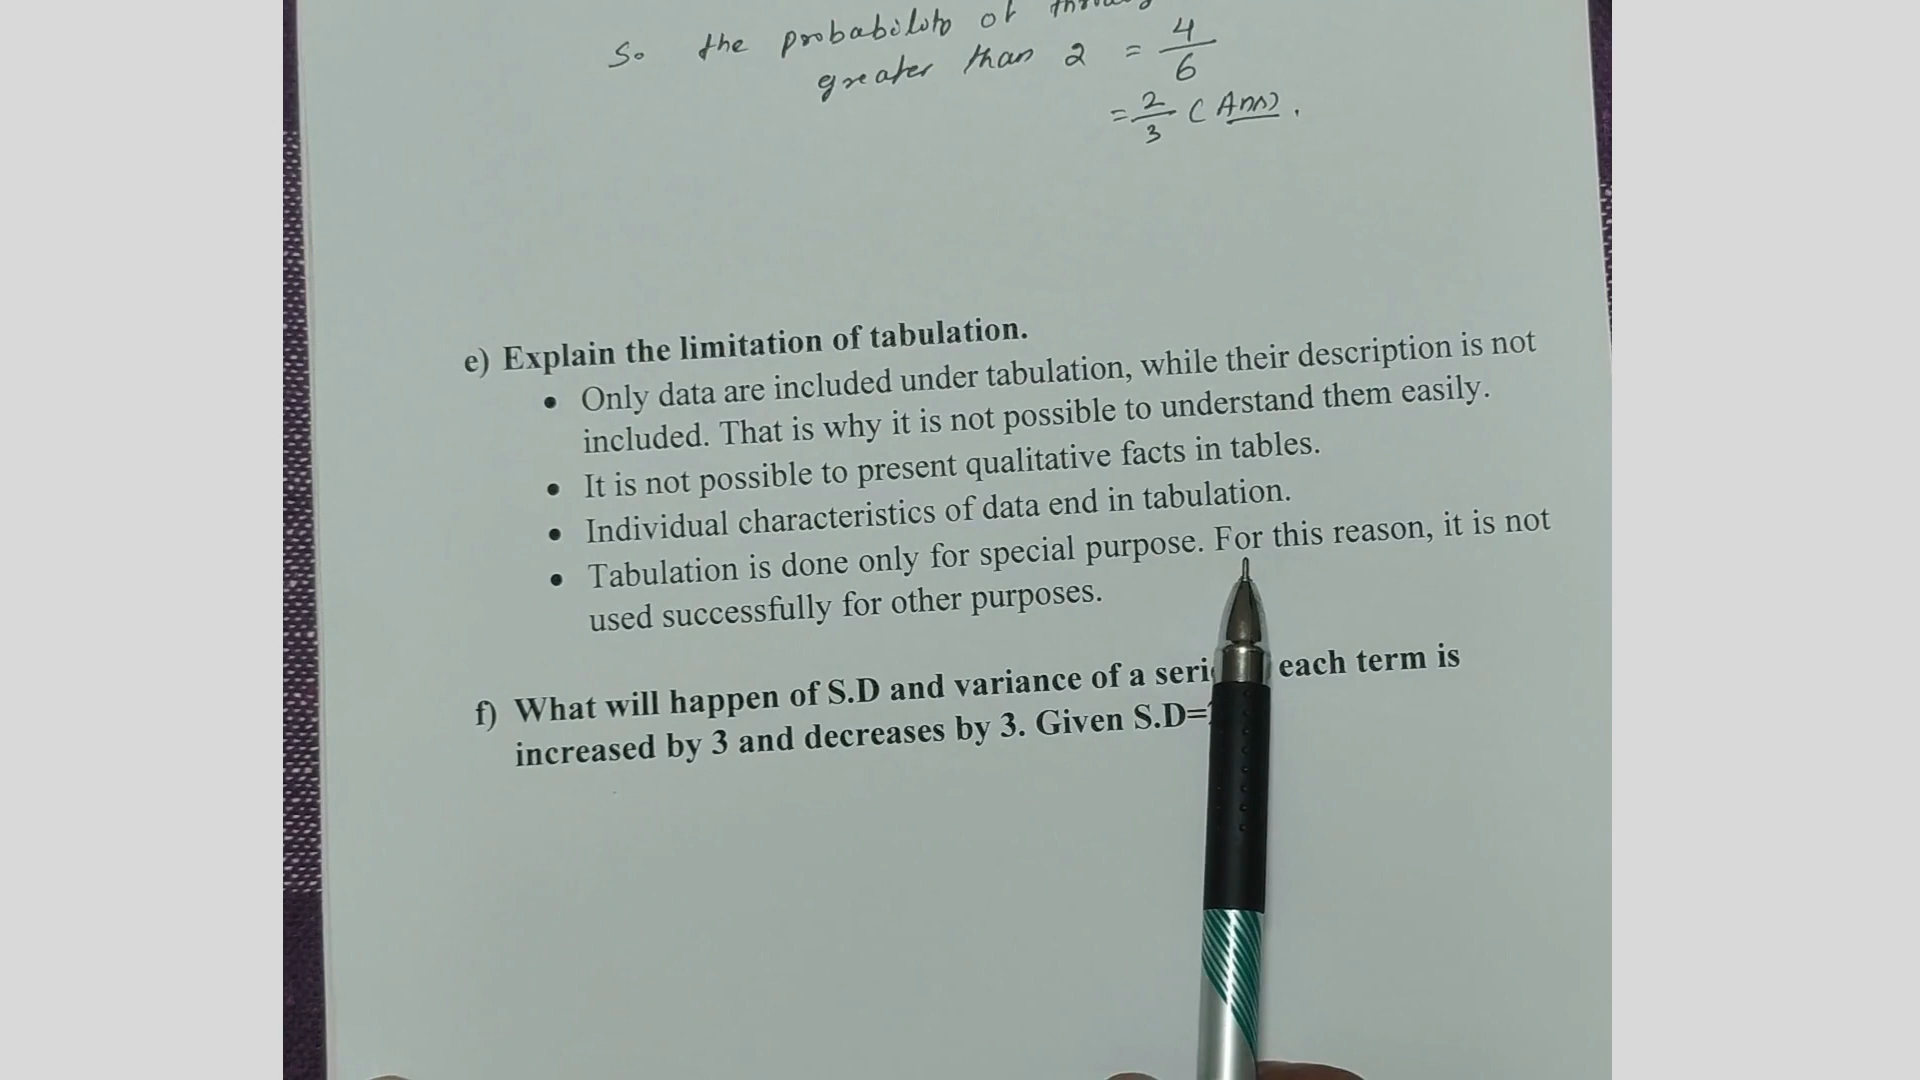 So the probability of
greater than 2 = 4/6
= 2/3 (Ans).
e) Explain the limitation of tabulation.
• Only data are included under tabulation, while their description is not
included. That is why it is not possible to understand them easily.
• It is not possible to present qualitative facts in tables.
• Individual characteristics of data end in tabulation.
• Tabulation is done only for special purpose. For this reason, it is not
used successfully for other purposes.
f) What will happen of S.D and variance of a each term is
increased by 3 and decreases by 3. Given S.D=